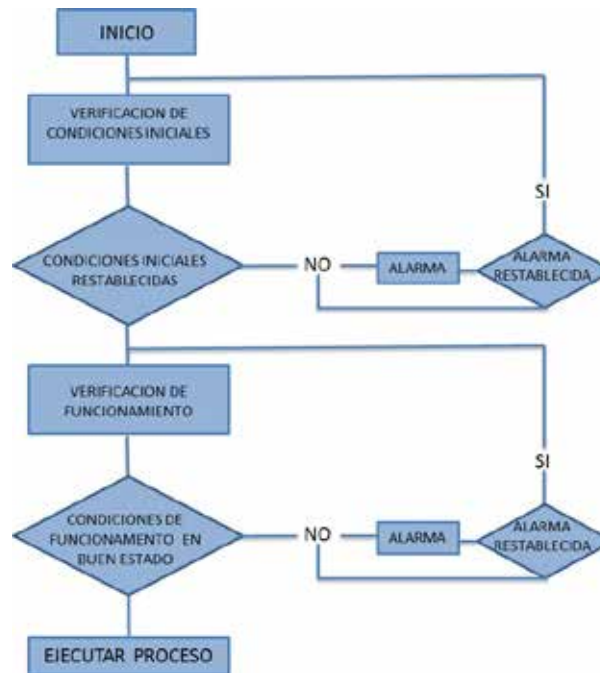 INICIO
VERIFICACION DE
CONDICIONES INICIALES
SI
CONDICIONES INICIALES
RESTABLECIDAS
NO
ALARMA
ALARMA
RESTABLECIDA
VERIFICACION DE
FUNCIONAMIENTO
SI
CONDICIONES DE
FUNCIONAMENTO EN
BUEN ESTADO
NO
ALARMA
ALARMA
RESTABLECIDA
EJECUTAR PROCESO